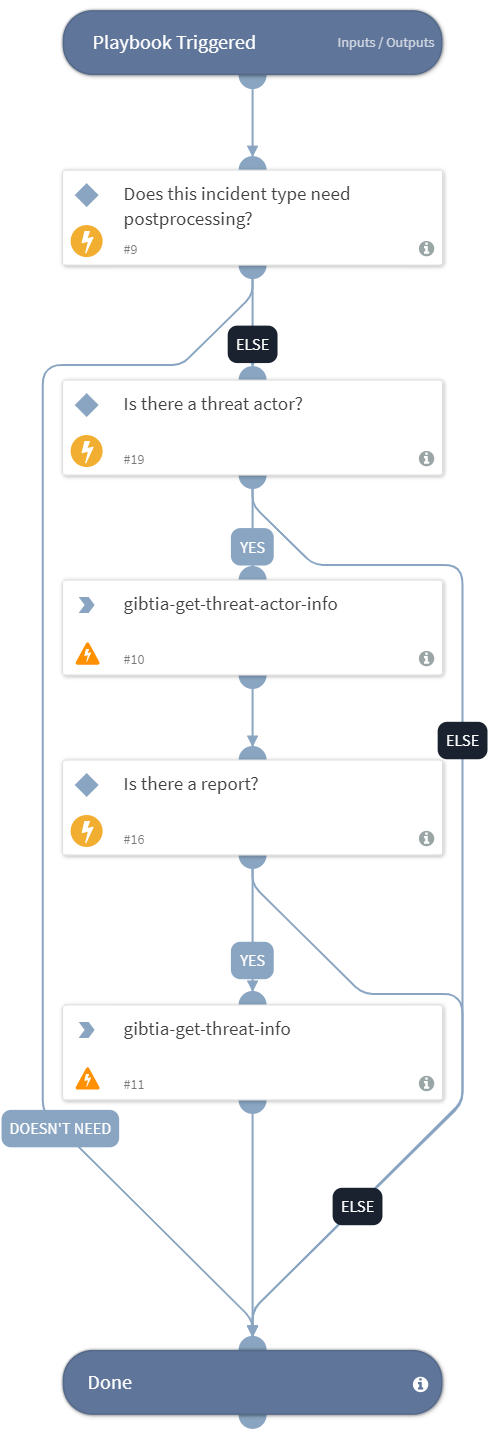 Playbook Triggered
Inputs / Outputs
Does this incident type need
postprocessing?
#9
ELSE
Is there a threat actor?
#19
YES
gibtia-get-threat-actor-info
#10
ELSE
Is there a report?
#16
YES
gibtia-get-threat-info
#11
DOESN'T NEED
ELSE
Done